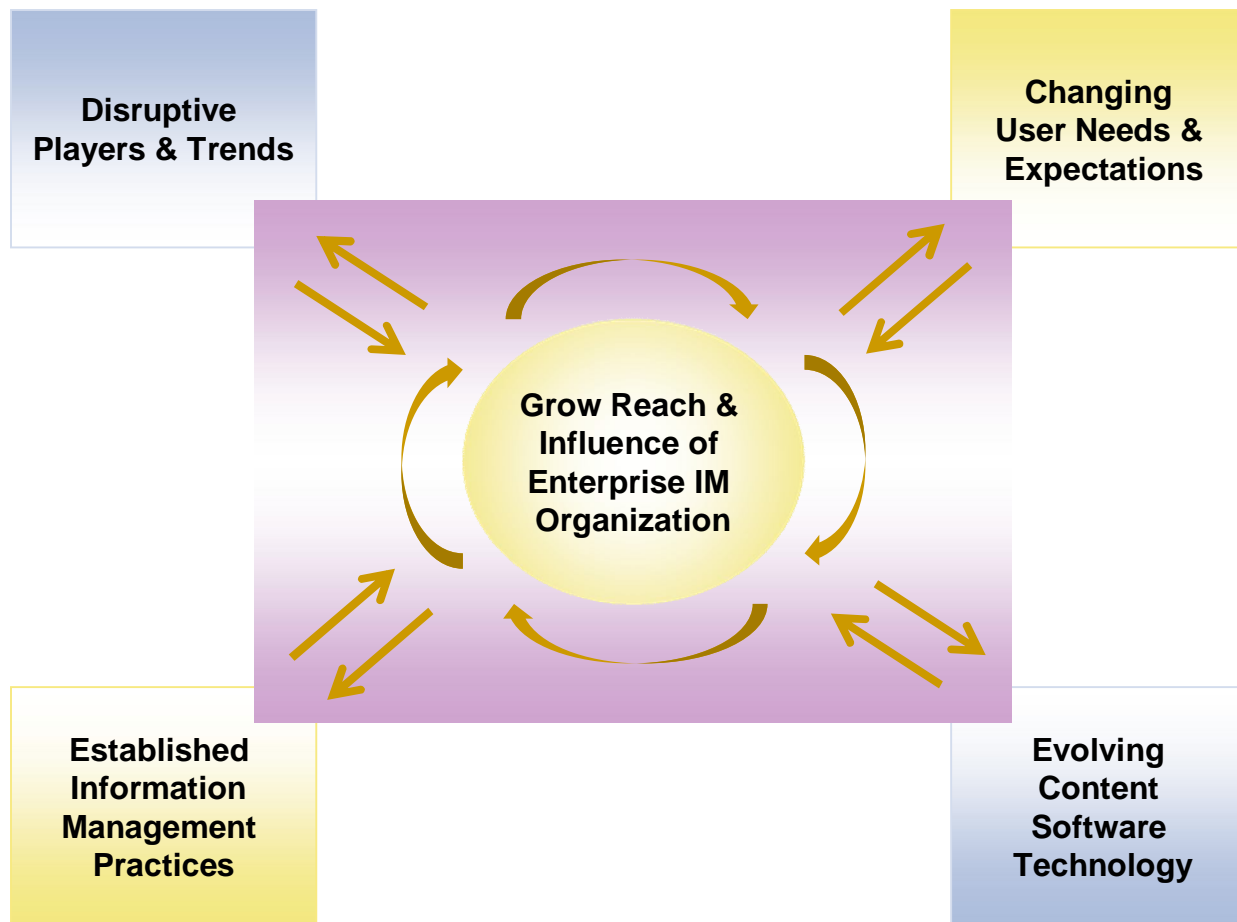 Disruptive
Players & Trends
Changing
User Needs &
Expectations
Grow Reach &
Influence of
Enterprise IM
Organization
Established
Information
Management
Practices
Evolving
Content
Software
Technology